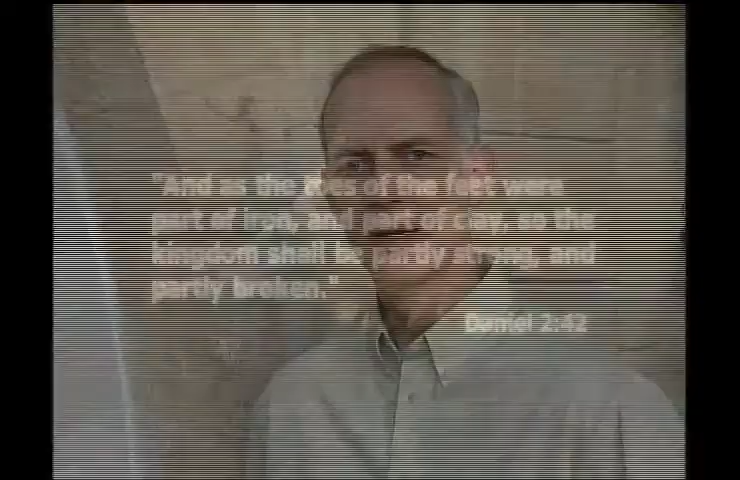 "And as the toes of the feet were
part of iron, and part of clay, so the
kingdom shall be partly strong, and
partly broken."
Daniel 2:42